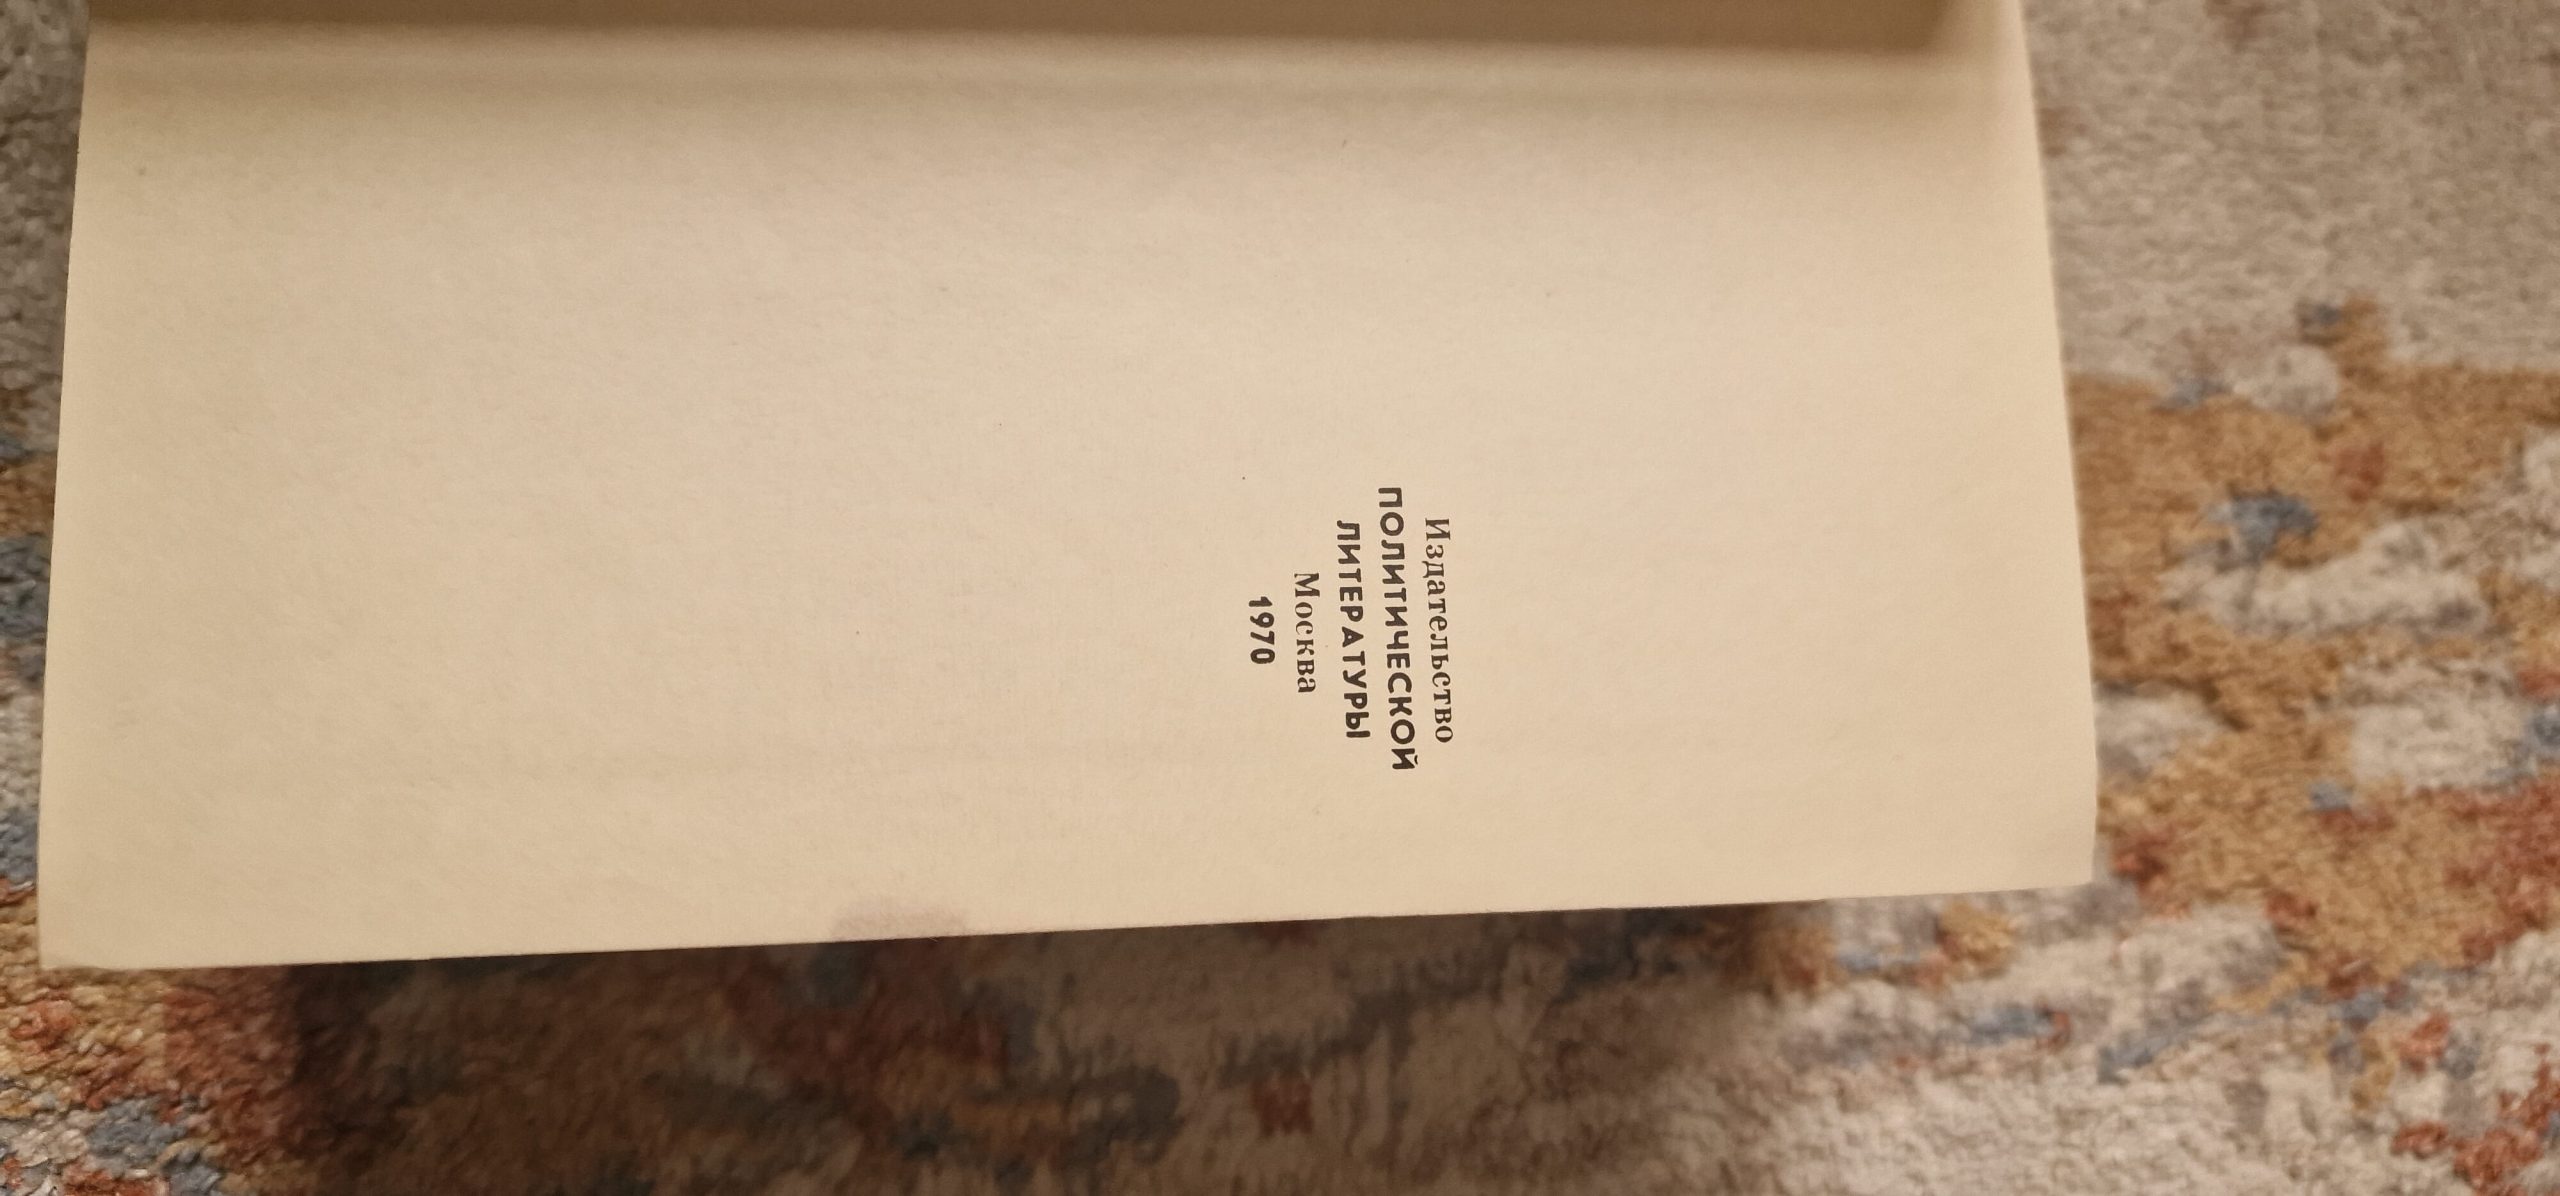 Издательство
ПОЛИТИЧЕСКОЙ
ЛИТЕРАТУРЫ
Москва
1970